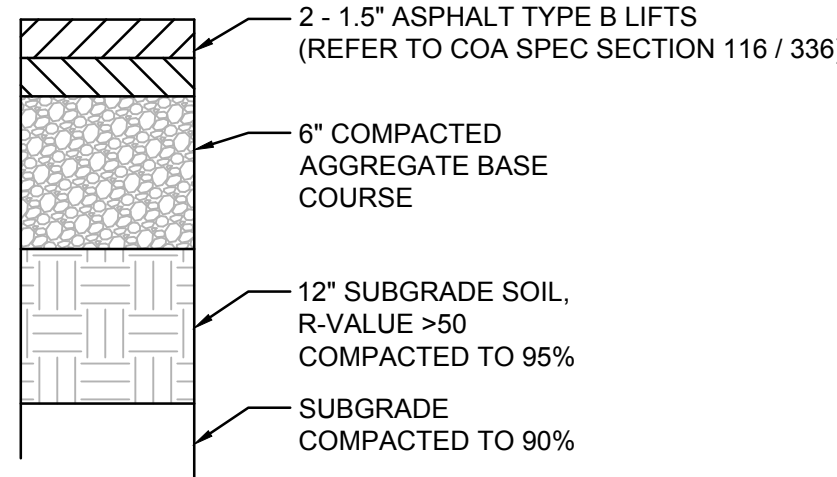 2 - 1.5" ASPHALT TYPE B LIFTS
(REFER TO COA SPEC SECTION 116 / 336)
6" COMPACTED
AGGREGATE BASE
COURSE
12" SUBGRADE SOIL,
R-VALUE >50
COMPACTED TO 95%
SUBGRADE
COMPACTED TO 90%